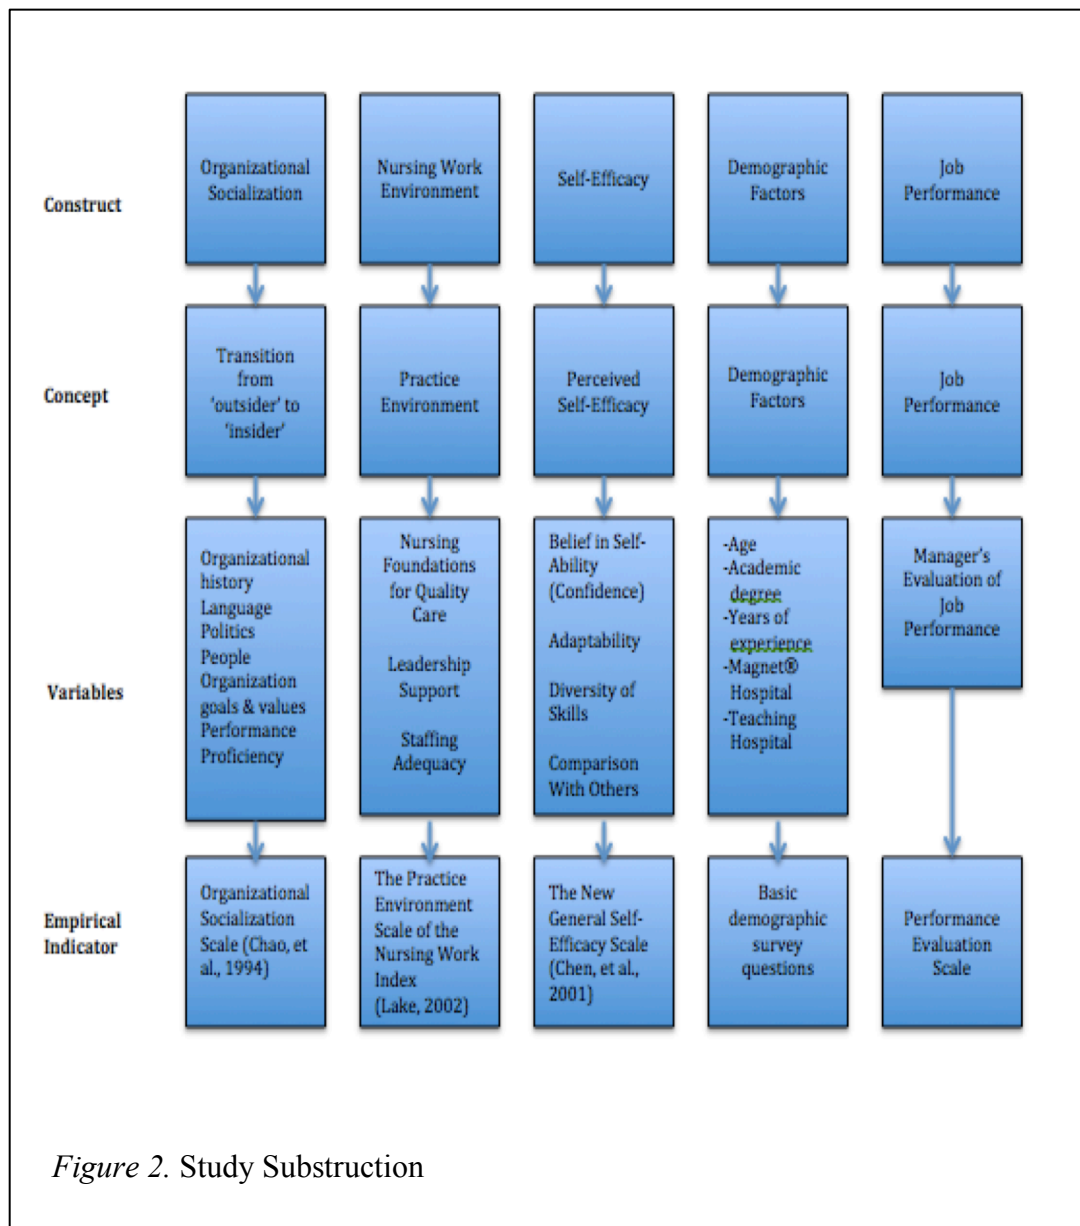 Construct
Organizational
Socialization
Nursing Work
Environment
Self-Efficacy
Demographic
Factors
Job
Performance
Concept
Transition
from
‘outsider’ to
‘insider’
Practice
Environment
Perceived
Self-Efficacy
Demographic
Factors
Job
Performance
Variables
Organizational
history
Language
Politics
People
Organization
goals & values
Performance
Proficiency
Nursing
Foundations
for Quality
Care
Leadership
Support
Staffing
Adequacy
Belief in Self-
Ability
(Confidence)
Adaptability
Diversity of
Skills
Comparison
With Others
-Age
-Academic
degree
-Years of
experience
-Magnet®
Hospital
-Teaching
Hospital
Manager’s
Evaluation of
Job
Performance
Empirical
Indicator
Organizational
Socialization
Scale (Chao, et
al., 1994)
The Practice
Environment
Scale of the
Nursing Work
Index
(Lake, 2002)
The New
General Self-
Efficacy Scale
(Chen, et al.,
2001)
Basic
demographic
survey
questions
Performance
Evaluation
Scale
Figure 2. Study Substruction